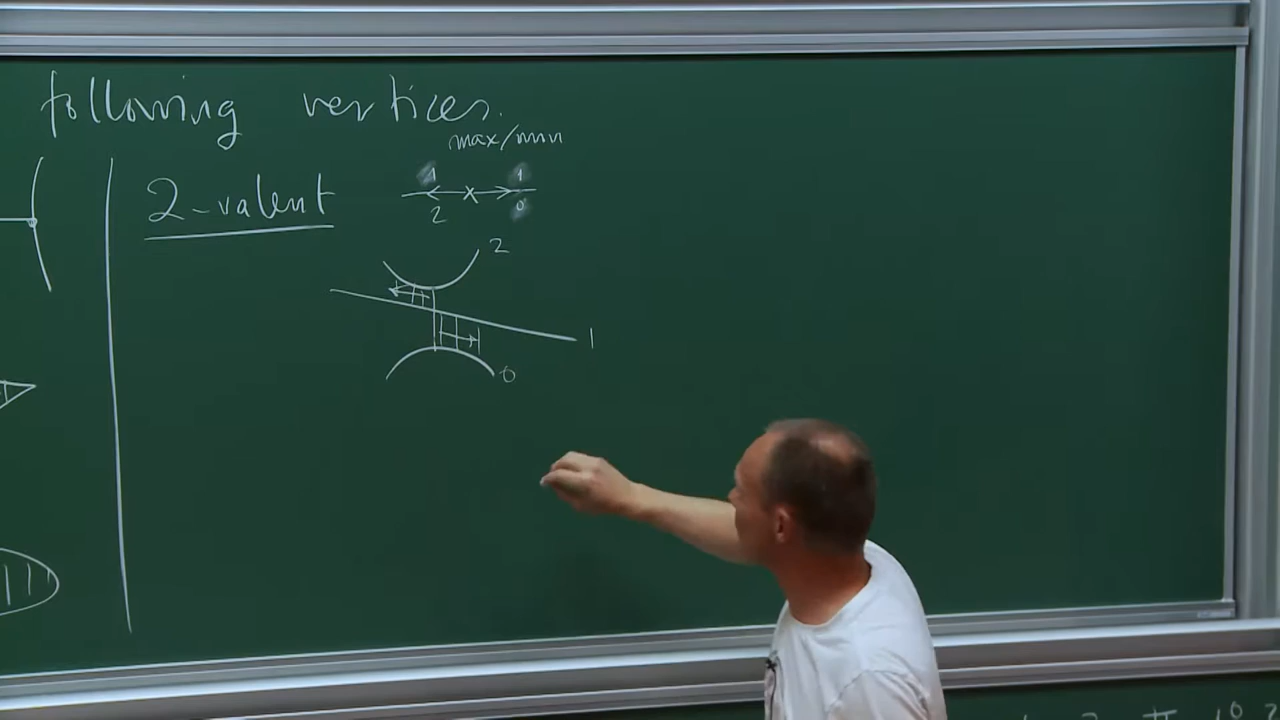 following vertices.
max/min
2-valent
1 1
2 0
2
1
0